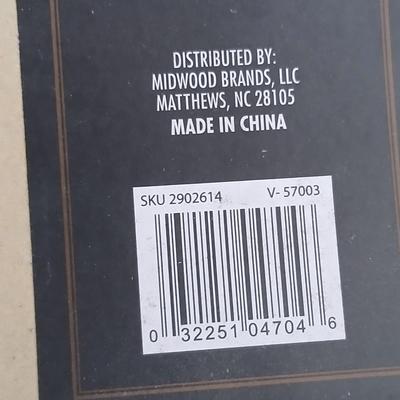 DISTRIBUTED BY:
MIDWOOD BRANDS, LLC
MATTHEWS, NC 28105
MADE IN CHINA
SKU 2902614 V- 57003
0 32251 04704 6